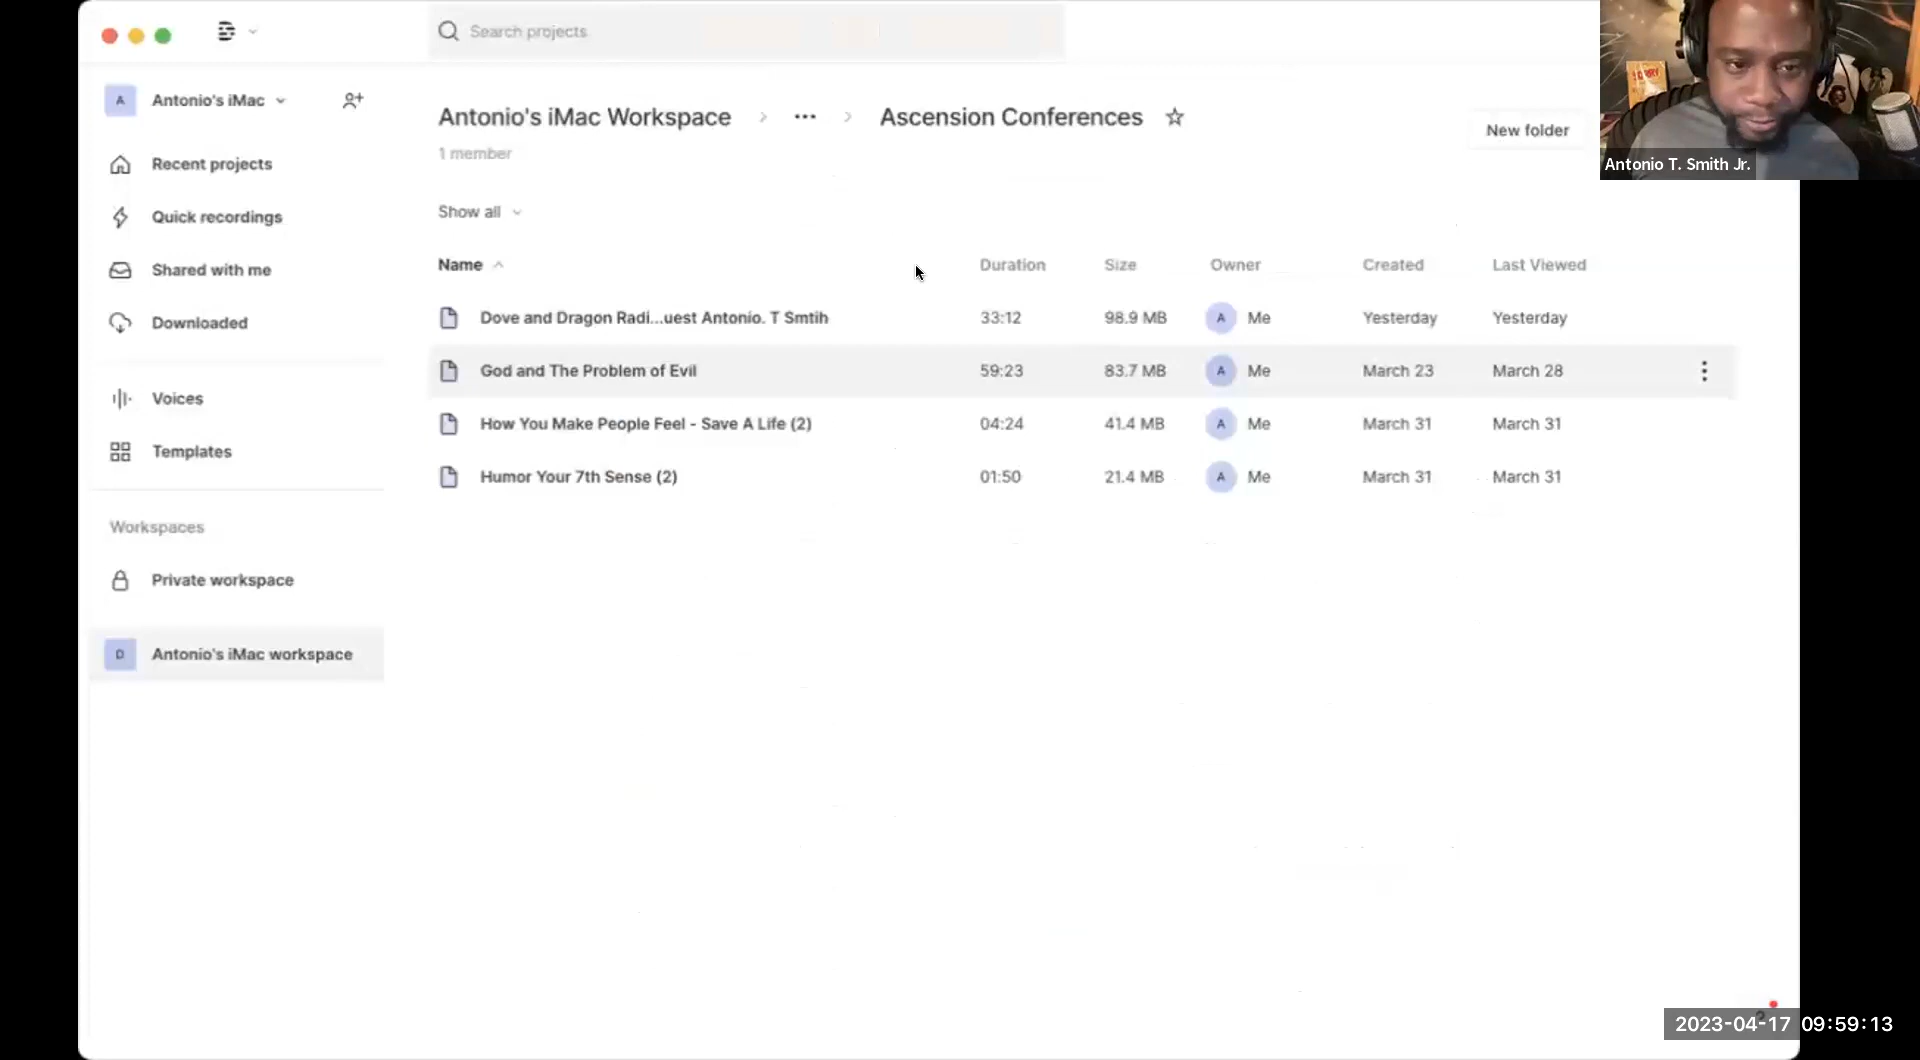 Search projects
A Antonio's iMac
Antonio's iMac Workspace > ... > Ascension Conferences
New folder
1 member
Antonio T. Smith Jr.
Recent projects
Quick recordings
Shared with me
Downloaded
Voices
Templates
Workspaces
Private workspace
D Antonio's iMac workspace
Show all
Name Duration Size Owner Created Last Viewed
Dove and Dragon Radi...uest Antonio. T Smtih 33:12 98.9 MB A Me Yesterday Yesterday
God and The Problem of Evil 59:23 83.7 MB A Me March 23 March 28
How You Make People Feel - Save A Life (2) 04:24 41.4 MB A Me March 31 March 31
Humor Your 7th Sense (2) 01:50 21.4 MB A Me March 31 March 31
2023-04-17 09:59:13